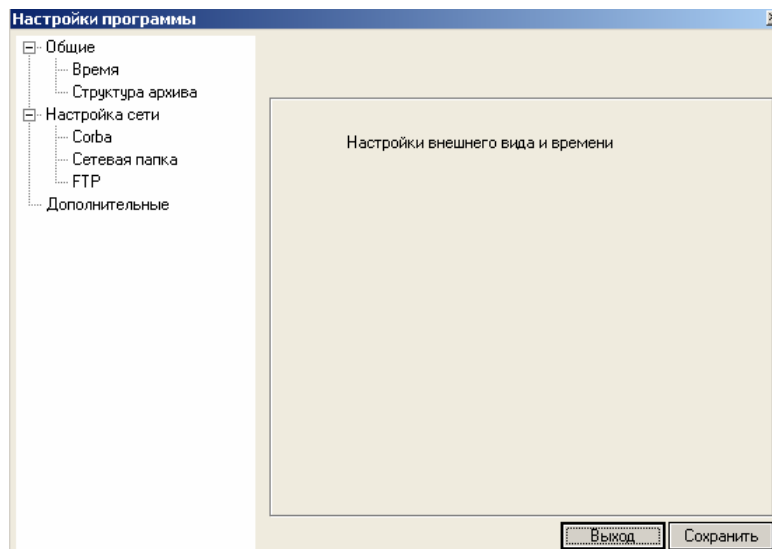 Настройки программы
Общие
Время
Структура архива
Настройка сети
Corba
Сетевая папка
FTP
Дополнительные
Настройки внешнего вида и времени
Выход
Сохранить